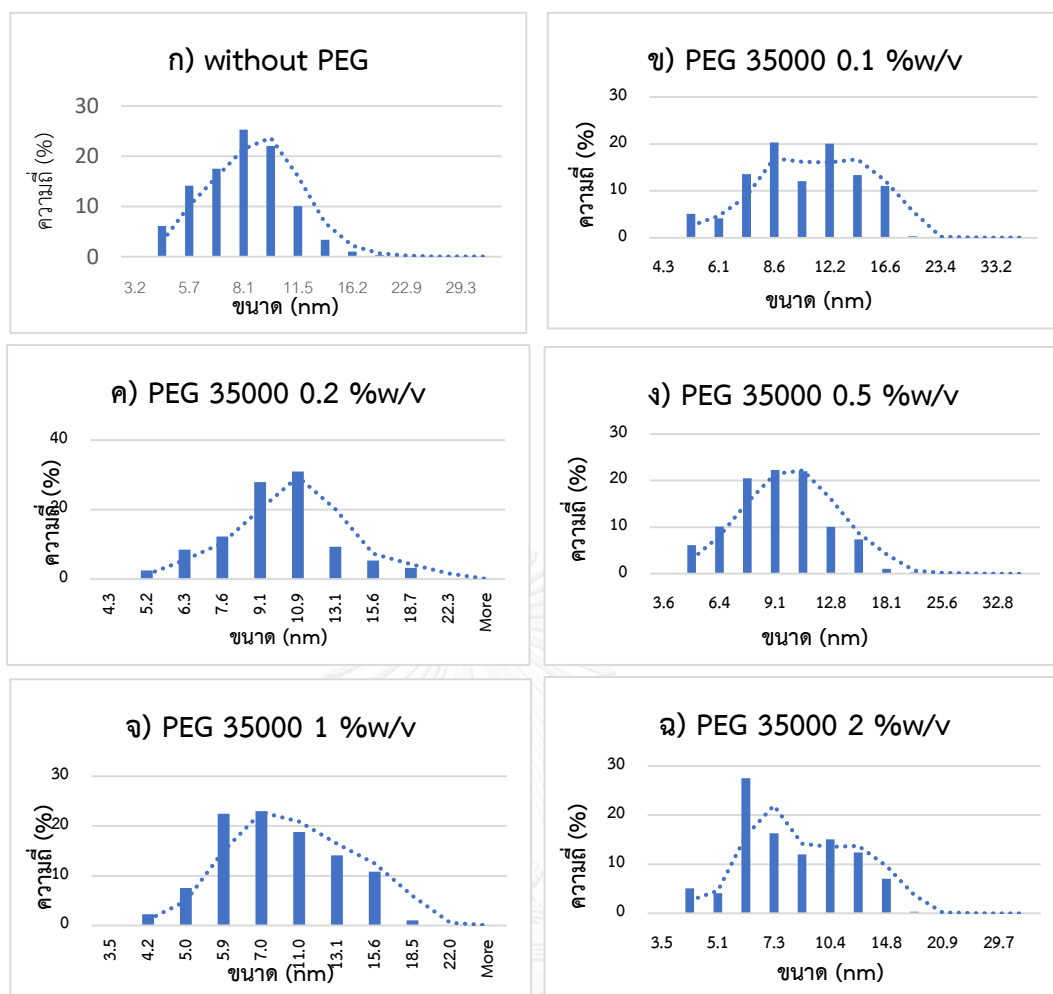 ก) without PEG
ความถี่ (%)
30
20
10
0
3.2 5.7 8.1 11.5 16.2 22.9 29.3
ขนาด (nm)
ข) PEG 35000 0.1 %w/v
ความถี่ (%)
30
20
10
0
4.3 6.1 8.6 12.2 16.6 23.4 33.2
ขนาด (nm)
ค) PEG 35000 0.2 %w/v
ความถี่ (%)
40
20
0
4.3 5.2 6.3 7.6 9.1 10.9 13.1 15.6 18.7 22.3 More
ขนาด (nm)
ง) PEG 35000 0.5 %w/v
ความถี่ (%)
30
20
10
0
3.6 6.4 9.1 12.8 18.1 25.6 32.8
ขนาด (nm)
จ) PEG 35000 1 %w/v
ความถี่ (%)
30
20
10
0
3.5 4.2 5.0 5.9 7.0 11.0 13.1 15.6 18.5 22.0 More
ขนาด (nm)
ฉ) PEG 35000 2 %w/v
ความถี่ (%)
30
20
10
0
3.5 5.1 7.3 10.4 14.8 20.9 29.7
ขนาด (nm)